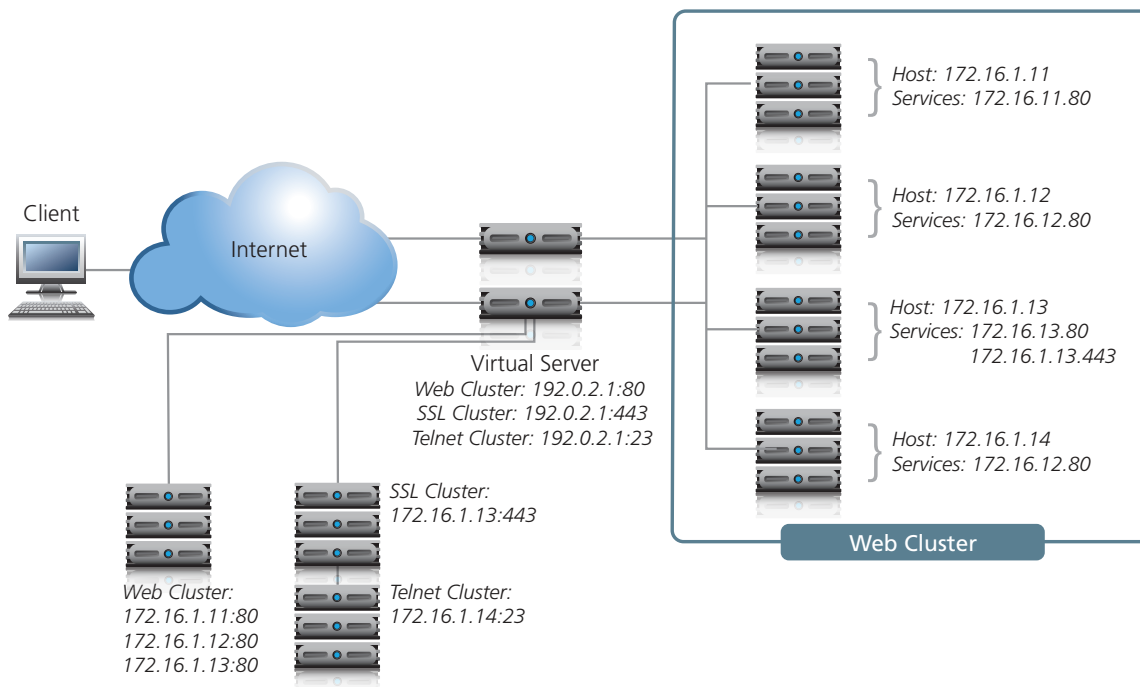 Client
Internet
Virtual Server
Web Cluster: 192.0.2.1:80
SSL Cluster: 192.0.2.1:443
Telnet Cluster: 192.0.2.1:23
Host: 172.16.1.11
Services: 172.16.11.80
Host: 172.16.1.12
Services: 172.16.12.80
Host: 172.16.1.13
Services: 172.16.13.80
172.16.1.13.443
Host: 172.16.1.14
Services: 172.16.12.80
Web Cluster
SSL Cluster:
172.16.1.13:443
Telnet Cluster:
172.16.1.14:23
Web Cluster:
172.16.1.11:80
172.16.1.12:80
172.16.1.13:80